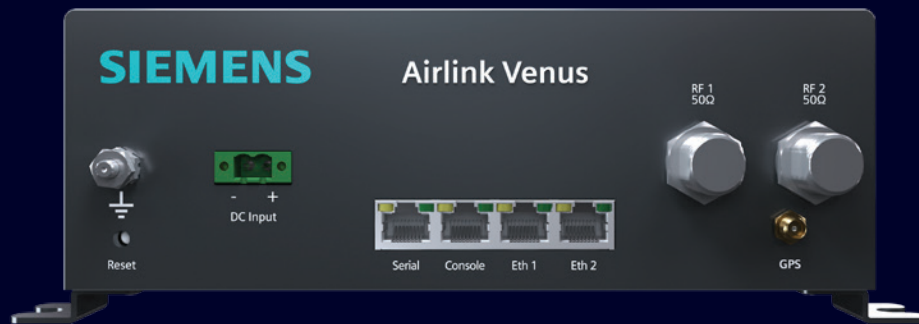 SIEMENS
Airlink Venus
RF 1
50Ω
RF 2
50Ω
- +
DC Input
Reset
Serial
Console
Eth 1
Eth 2
GPS